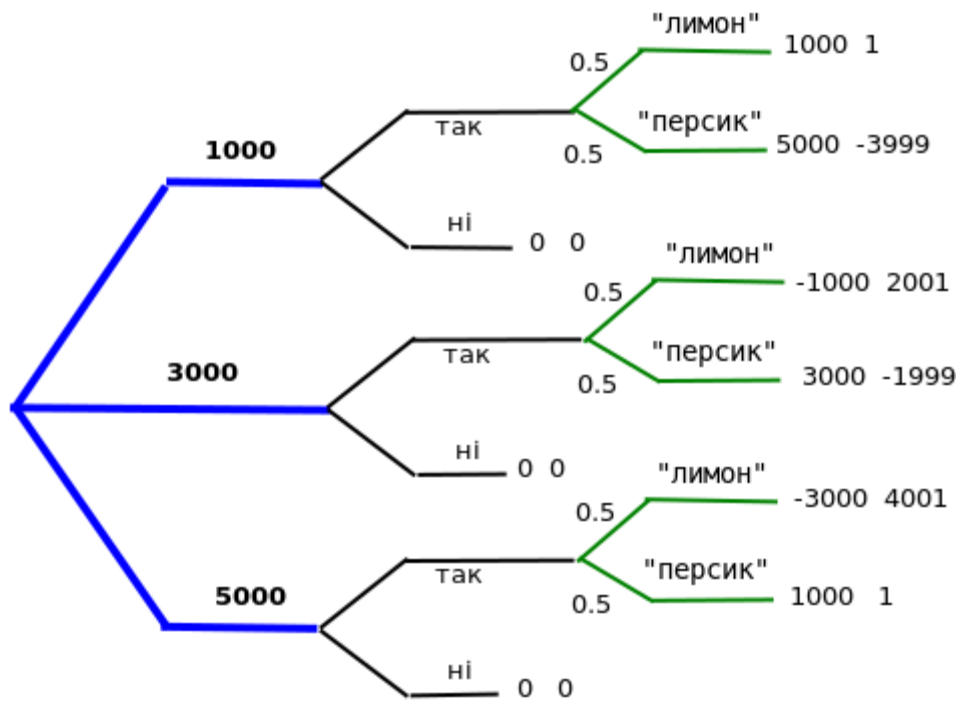 "лимон"
1000 1
0.5
"персик"
так
5000 -3999
1000
0.5
ні
0 0
"лимон"
-1000 2001
0.5
"персик"
так
3000
3000 -1999
0.5
ні
0 0
"лимон"
-3000 4001
0.5
"персик"
так
5000
1000 1
0.5
ні
0 0